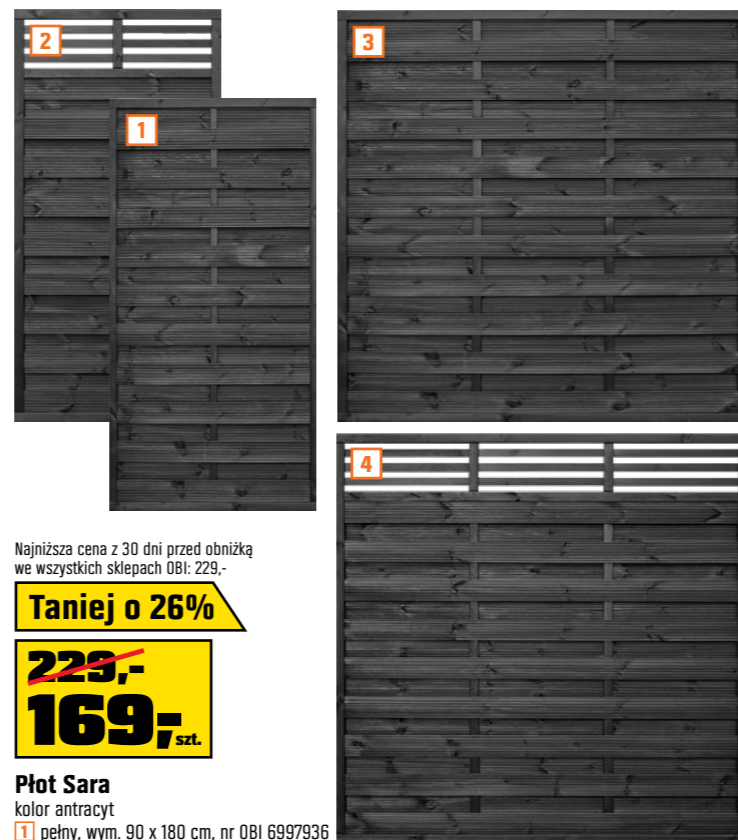 2
1
3
4
Najniższa cena z 30 dni przed obniżką
we wszystkich sklepach OBI: 229,-
Taniej o 26%
229,-
169,- szt.
Płot Sara
kolor antracyt
1 pełny, wym. 90 x 180 cm, nr OBI 6997936